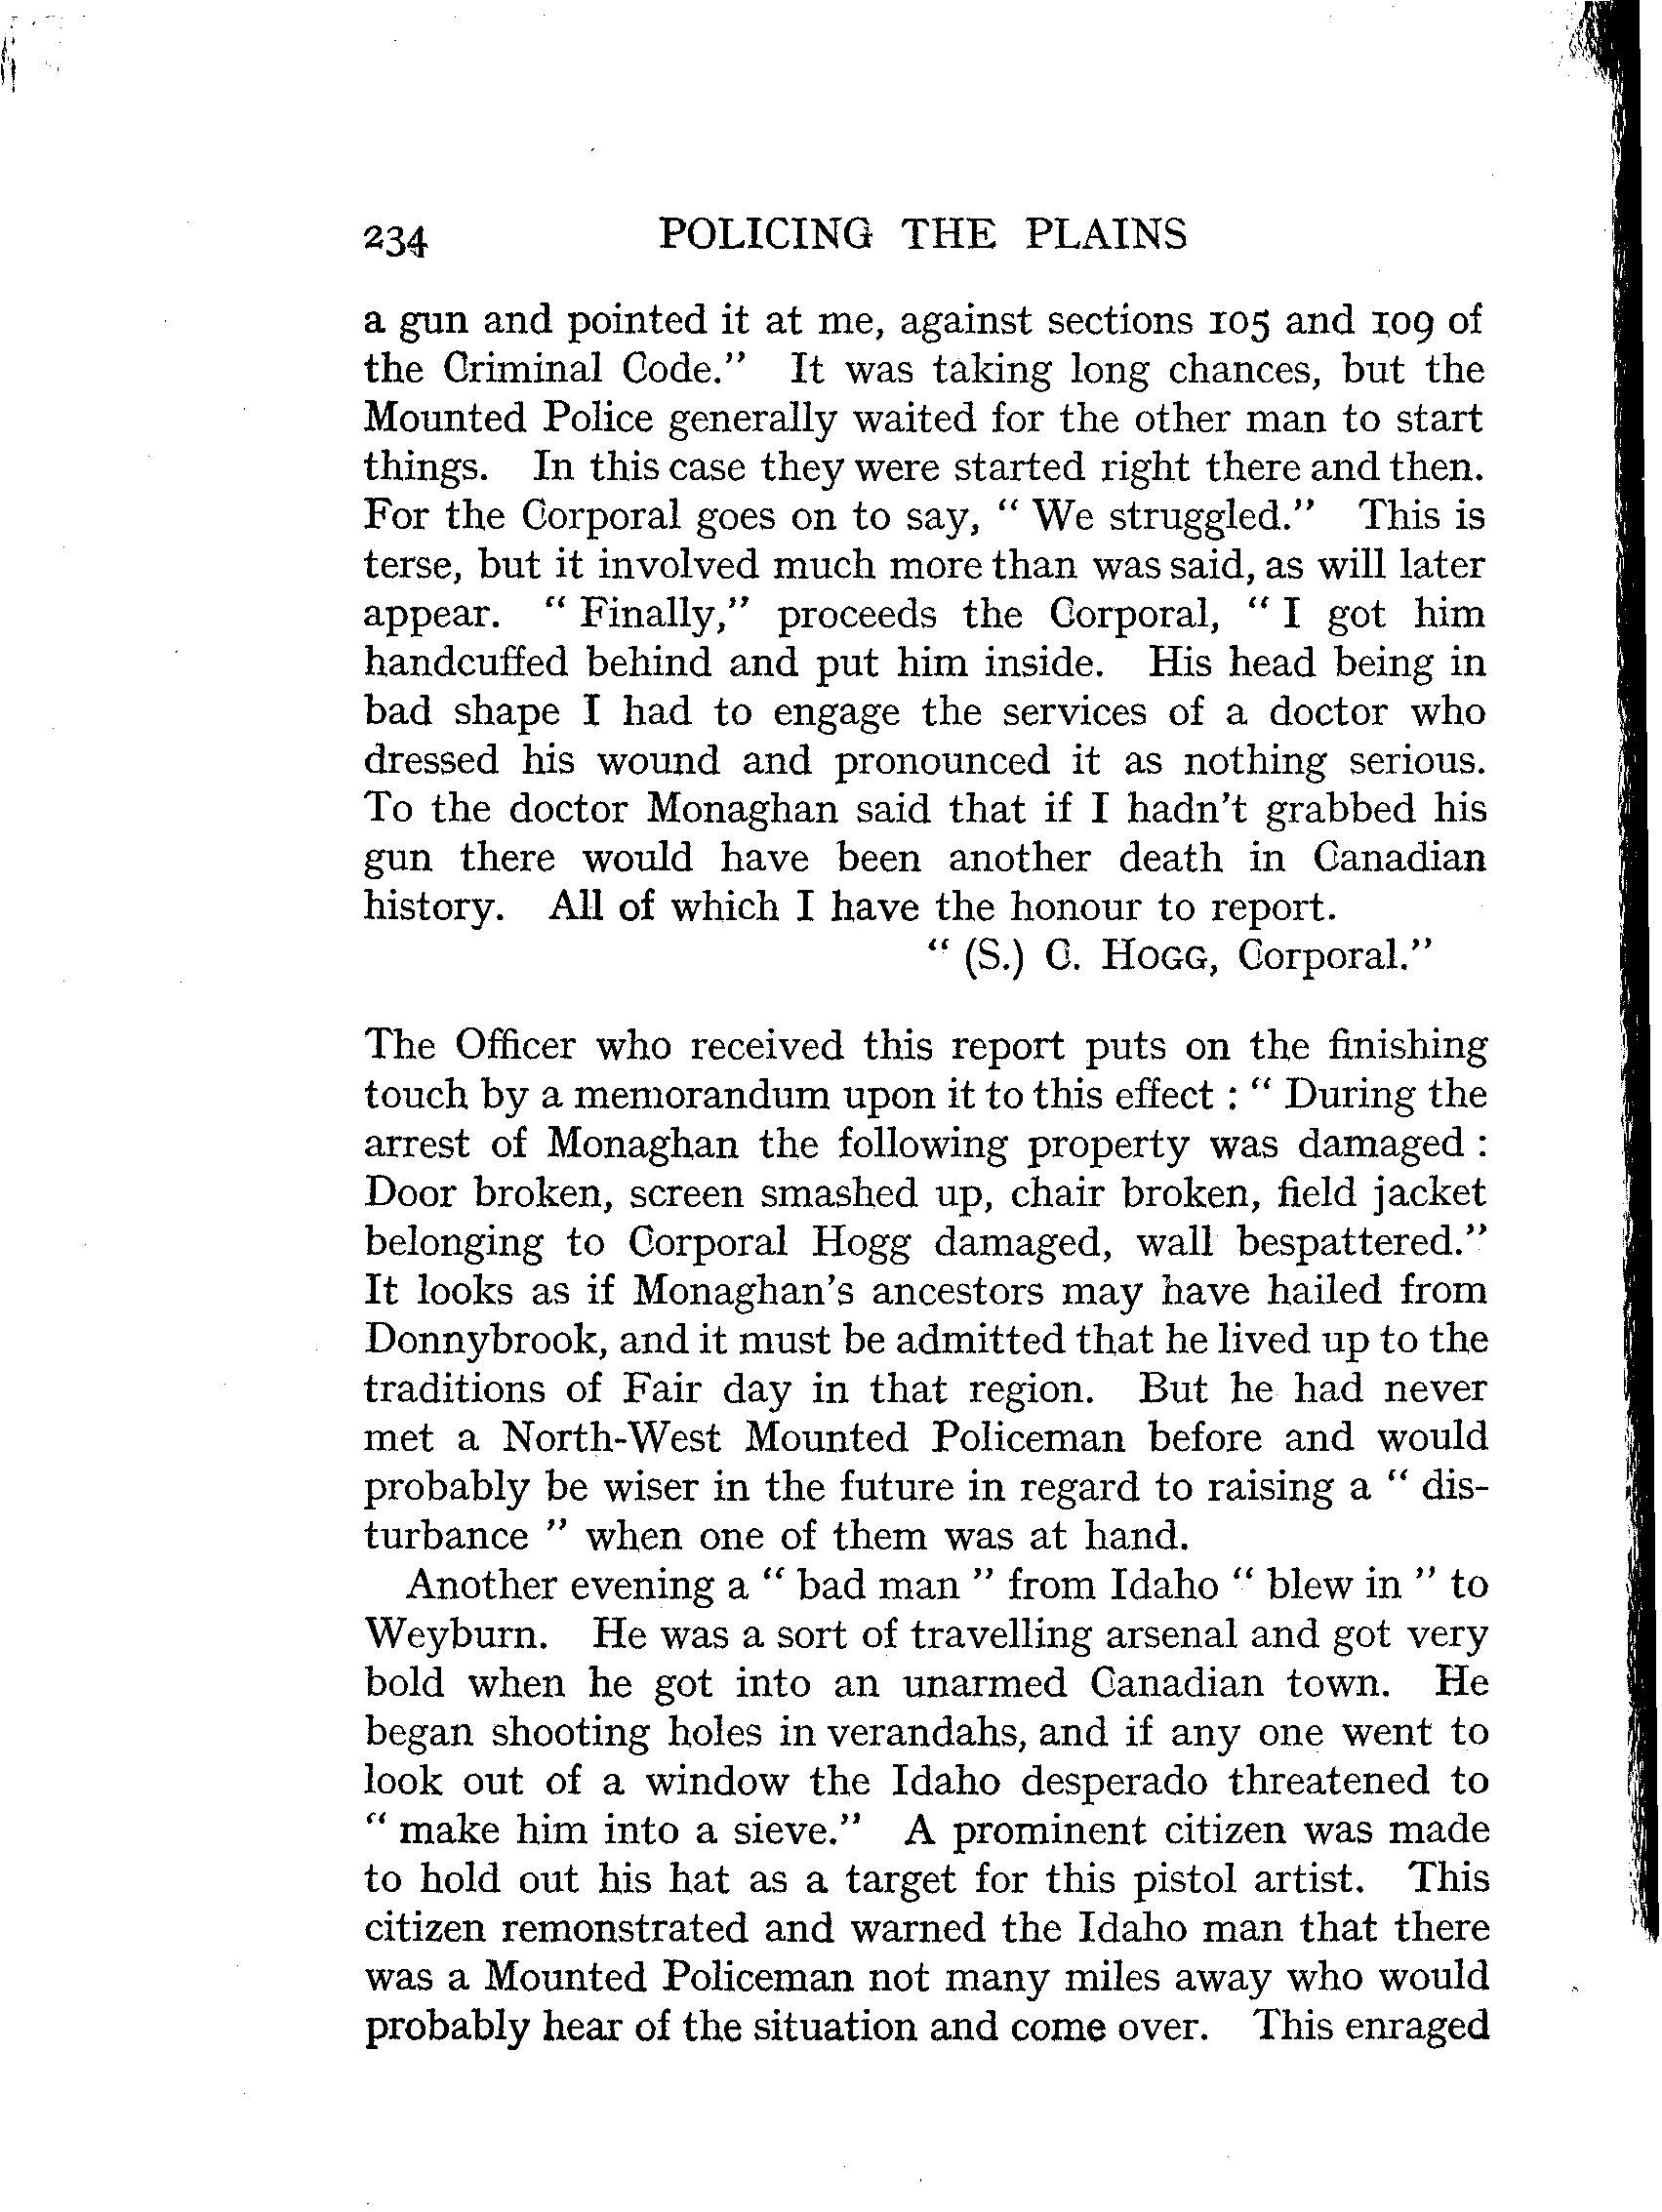 234 POLICING THE PLAINS
a gun and pointed it at me, against sections 105 and 109 of
the Criminal Code." It was taking long chances, but the
Mounted Police generally waited for the other man to start
things. In this case they were started right there and then.
For the Corporal goes on to say, " We struggled." This is
terse, but it involved much more than was said, as will later
appear. " Finally," proceeds the Corporal, " I got him
handcuffed behind and put him inside. His head being in
bad shape I had to engage the services of a doctor who
dressed his wound and pronounced it as nothing serious.
To the doctor Monaghan said that if I hadn't grabbed his
gun there would have been another death in Canadian
history. All of which I have the honour to report.
" (S.) C. HOGG, Corporal."
The Officer who received this report puts on the finishing
touch by a memorandum upon it to this effect : " During the
arrest of Monaghan the following property was damaged :
Door broken, screen smashed up, chair broken, field jacket
belonging to Corporal Hogg damaged, wall bespattered."
It looks as if Monaghan's ancestors may have hailed from
Donnybrook, and it must be admitted that he lived up to the
traditions of Fair day in that region. But he had never
met a North-West Mounted Policeman before and would
probably be wiser in the future in regard to raising a " dis-
turbance " when one of them was at hand.
Another evening a " bad man " from Idaho " blew in " to
Weyburn. He was a sort of travelling arsenal and got very
bold when he got into an unarmed Canadian town. He
began shooting holes in verandahs, and if any one went to
look out of a window the Idaho desperado threatened to
" make him into a sieve." A prominent citizen was made
to hold out his hat as a target for this pistol artist. This
citizen remonstrated and warned the Idaho man that there
was a Mounted Policeman not many miles away who would
probably hear of the situation and come over. This enraged